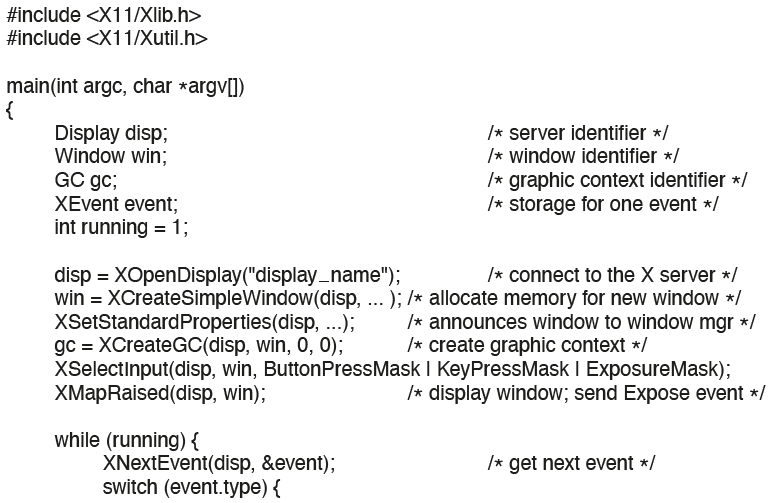 #include <X11/Xlib.h>
#include <X11/Xutil.h>
main(int argc, char *argv[])
{
Display disp; /* server identifier */
Window win; /* window identifier */
GC gc; /* graphic context identifier */
XEvent event; /* storage for one event */
int running = 1;
disp = XOpenDisplay("display_name"); /* connect to the X server */
win = XCreateSimpleWindow(disp, ... ); /* allocate memory for new window */
XSetStandardProperties(disp, ...); /* announces window to window mgr */
gc = XCreateGC(disp, win, 0, 0); /* create graphic context */
XSelectInput(disp, win, ButtonPressMask | KeyPressMask | ExposureMask);
XMapRaised(disp, win); /* display window; send Expose event */
while (running) {
XNextEvent(disp, &event); /* get next event */
switch (event.type) {